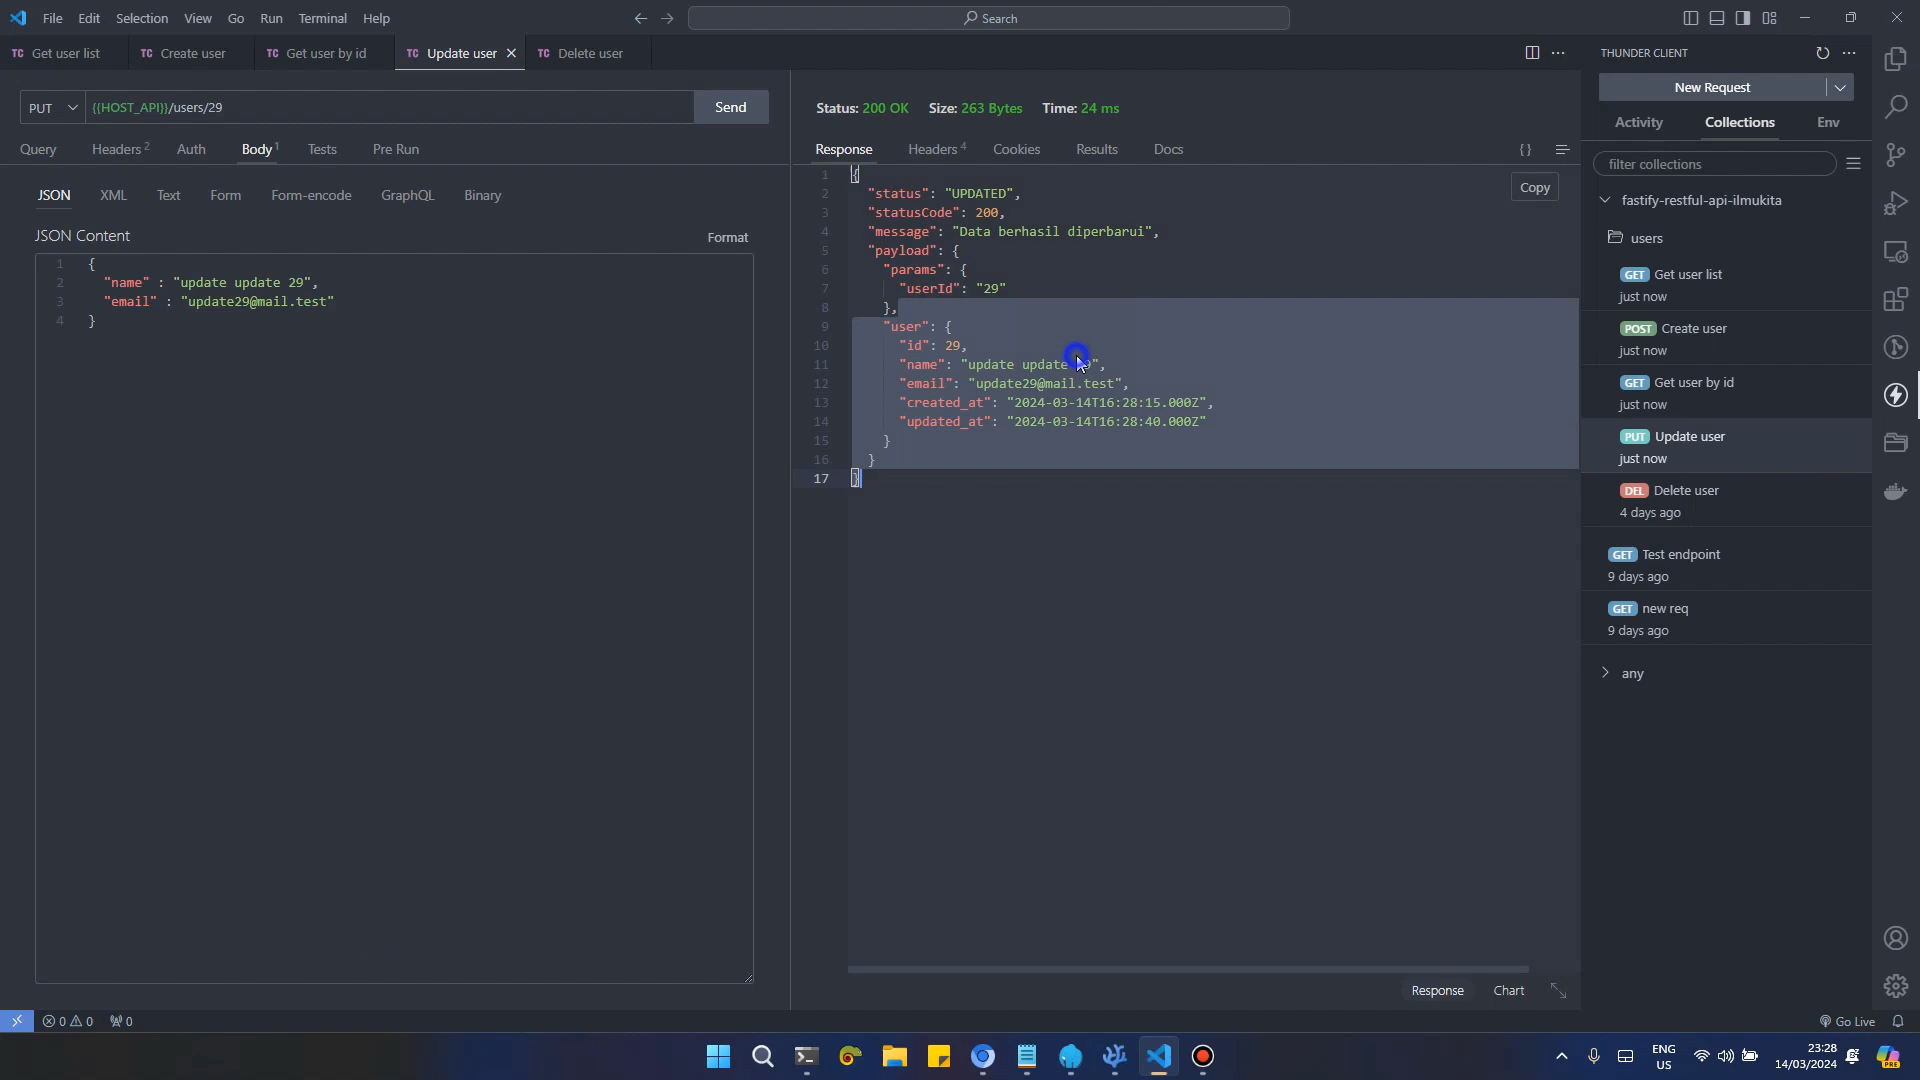 File Edit Selection View Go Run Terminal Help
Search
TC Get user list TC Create user TC Get user by id TC Update user TC Delete user
THUNDER CLIENT
PUT {{HOST_API}}/users/29 Send
Status: 200 OK Size: 263 Bytes Time: 24 ms
New Request
Activity Collections Env
Query Headers 2 Auth Body 1 Tests Pre Run
Response Headers 4 Cookies Results Docs
{ }
filter collections
JSON XML Text Form Form-encode GraphQL Binary
JSON Content
Format
1 {
2 "name" : "update update 29",
3 "email" : "update29@mail.test"
4 }
Copy
1 {
2 "status": "UPDATED",
3 "statusCode": 200,
4 "message": "Data berhasil diperbarui",
5 "payload": {
6 "params": {
7 "userId": "29"
8 },
9 "user": {
10 "id": 29,
11 "name": "update update 
12 "email": "update29@mail.test",
13 "created_at": "2024-03-14T16:28:15.000Z",
14 "updated_at": "2024-03-14T16:28:40.000Z"
15 }
16 }
17 }
fastify-restful-api-ilmukita
users
GET Get user list
just now
POST Create user
just now
GET Get user by id
just now
PUT Update user
just now
DEL Delete user
4 days ago
GET Test endpoint
9 days ago
GET new req
9 days ago
any
Response Chart
0 0 0
Go Live
ENG
US
23:28
14/03/2024
PRE